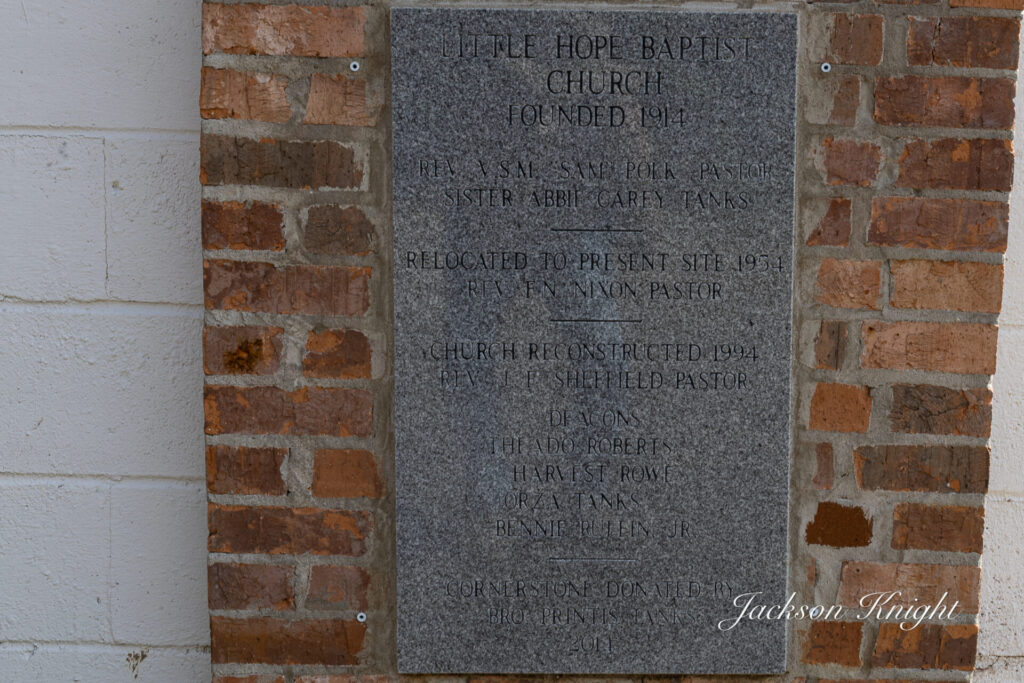 LITTLE HOPE BAPTIST
CHURCH
FOUNDED 1914
REV. V.S.M. SAM POLK PASTOR
SISTER ABBIE CAREY TANKS
RELOCATED TO PRESENT SITE 1954
REV. F.N. NIXON PASTOR
CHURCH RECONSTRUCTED 1994
REV. J. SHEFFIELD PASTOR
DEACONS
THEADO ROBERTS
HARVEST ROWE
ORZA TANKS
BENNIE RUFFIN JR
CORNERSTONE DONATED BY
BRO. PRINTIS TANKS
2011
Jackson Knight